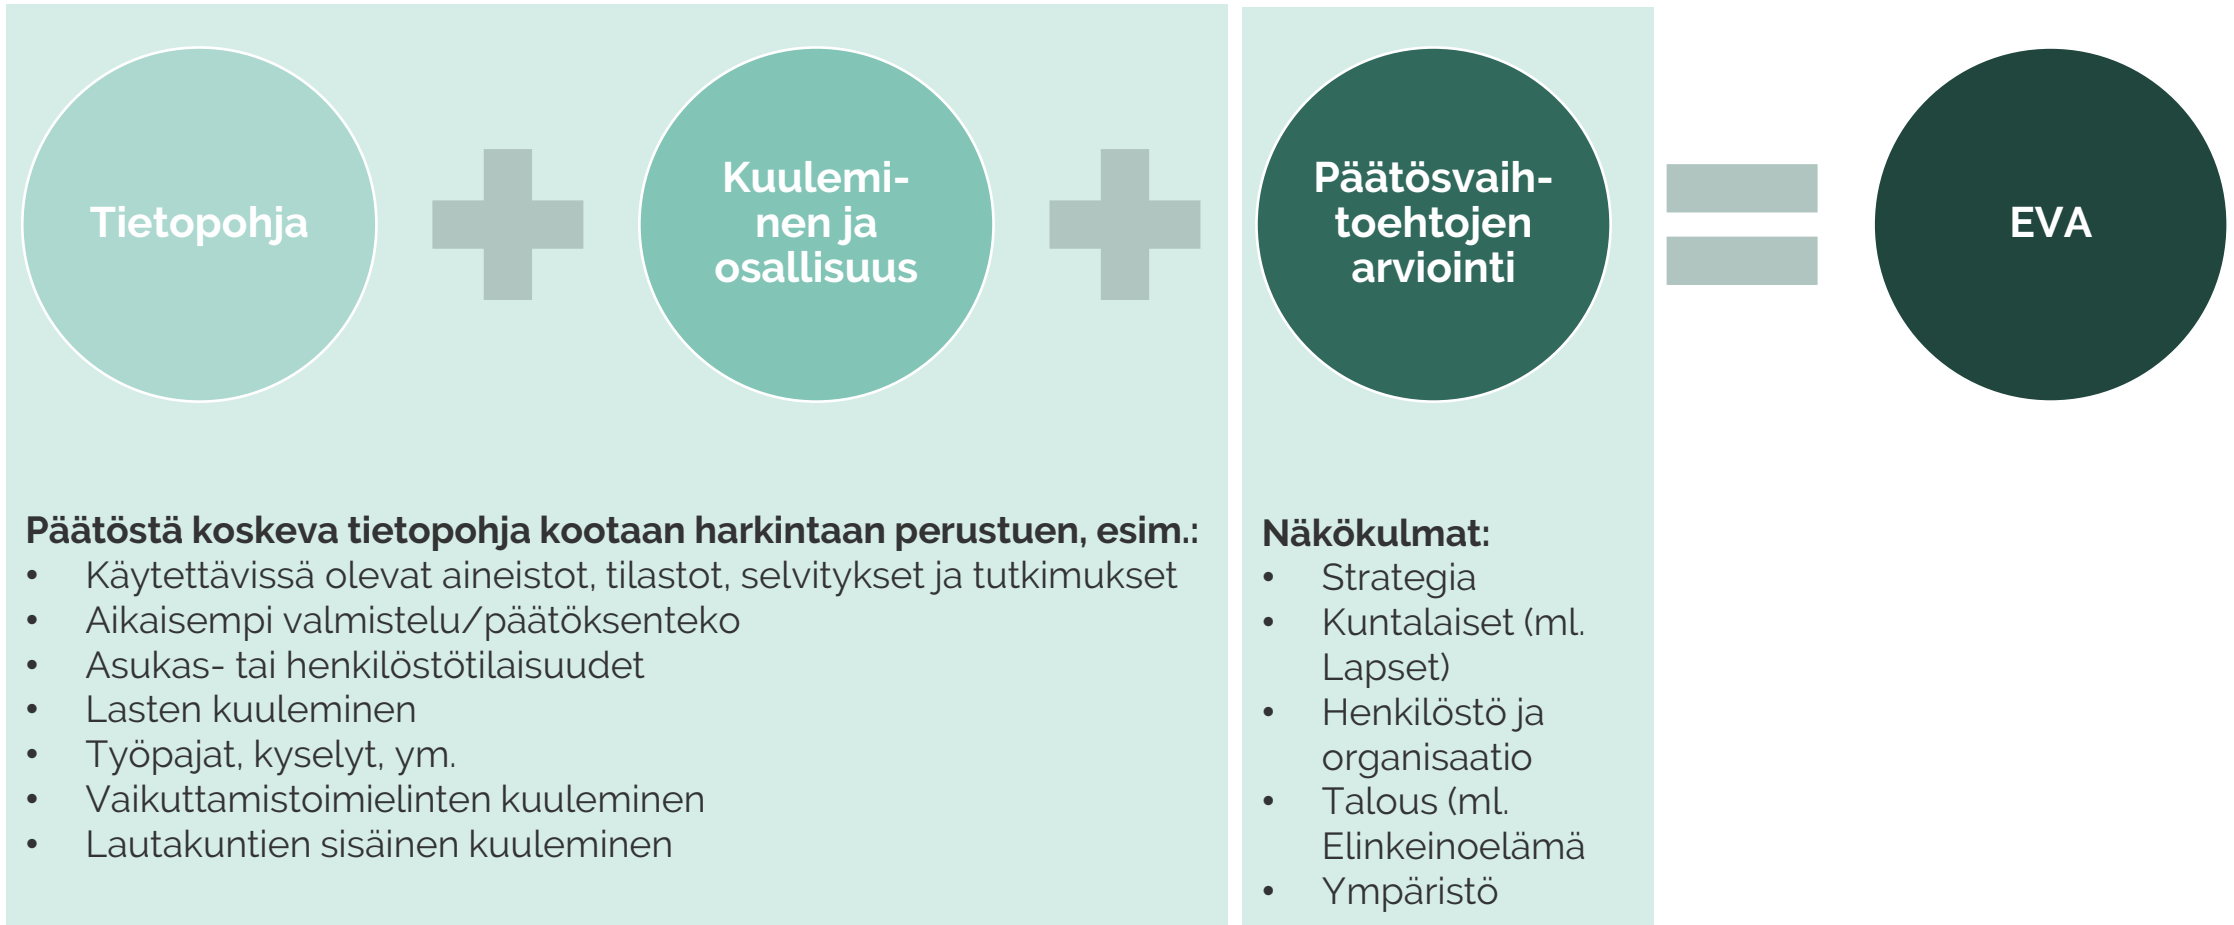 Tietopohja
Kuulemi-
nen ja
osallisuus
Päätösvaih-
toehtojen
arviointi
EVA
Päätöstä koskeva tietopohja kootaan harkintaan perustuen, esim.:
• Käytettävissä olevat aineistot, tilastot, selvitykset ja tutkimukset
• Aikaisempi valmistelu/päätöksenteko
• Asukas- tai henkilöstötilaisuudet
• Lasten kuuleminen
• Työpajat, kyselyt, ym.
• Vaikuttamistoimielinten kuuleminen
• Lautakuntien sisäinen kuuleminen
Näkökulmat:
• Strategia
• Kuntalaiset (ml.
Lapset)
• Henkilöstö ja
organisaatio
• Talous (ml.
Elinkeinoelämä
• Ympäristö